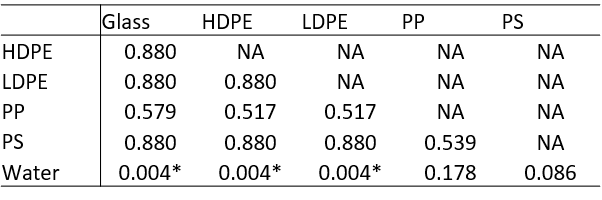 Glass HDPE LDPE PP PS
HDPE 0.880 NA NA NA NA
LDPE 0.880 0.880 NA NA NA
PP 0.579 0.517 0.517 NA NA
PS 0.880 0.880 0.880 0.539 NA
Water 0.004* 0.004* 0.004* 0.178 0.086